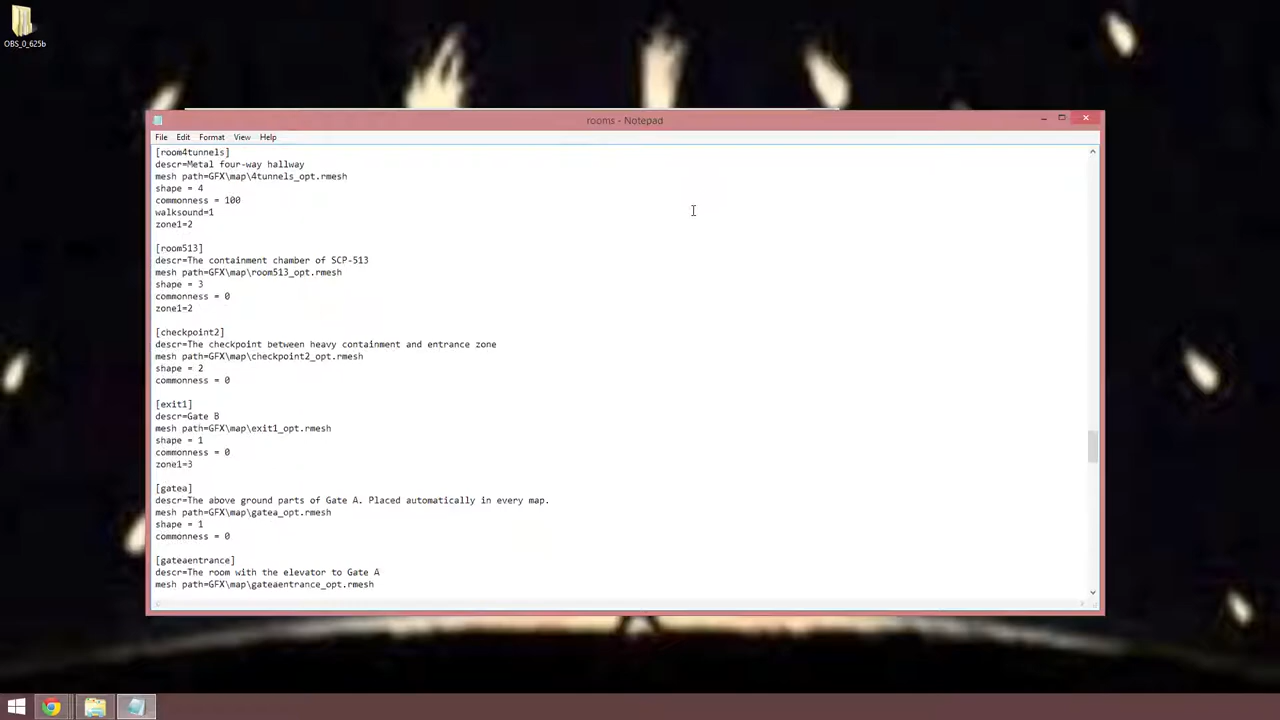 OBS_0_625b
rooms - Notepad
File Edit Format View Help
[room4tunnels]
descr=Metal four-way hallway
mesh path=GFX\map\4tunnels_opt.rmesh
shape = 4
commonness = 100
walksound=1
zone1=2
[room513]
descr=The containment chamber of SCP-513
mesh path=GFX\map\room513_opt.rmesh
shape = 3
commonness = 0
zone1=2
[checkpoint2]
descr=The checkpoint between heavy containment and entrance zone
mesh path=GFX\map\checkpoint2_opt.rmesh
shape = 2
commonness = 0
[exit1]
descr=Gate B
mesh path=GFX\map\exit1_opt.rmesh
shape = 1
commonness = 0
zone1=3
[gatea]
descr=The above ground parts of Gate A. Placed automatically in every map.
mesh path=GFX\map\gatea_opt.rmesh
shape = 1
commonness = 0
[gateaentrance]
descr=The room with the elevator to Gate A
mesh path=GFX\map\gateaentrance_opt.rmesh